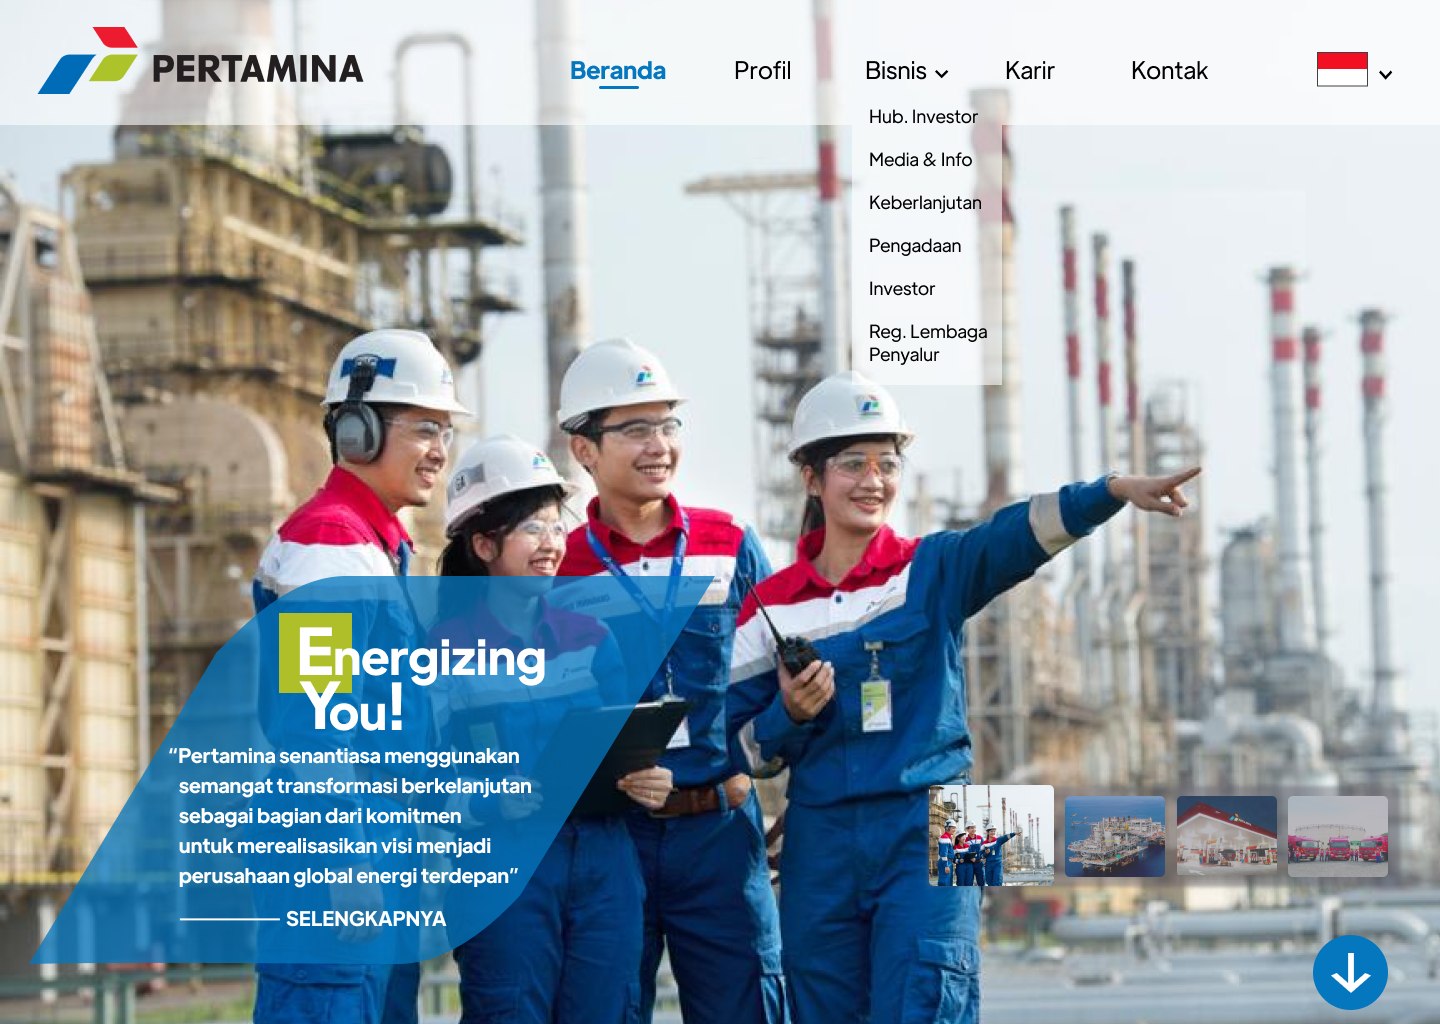 PERTAMINA
Beranda
Profil
Bisnis
Karir
Kontak
Hub. Investor
Media & Info
Keberlanjutan
Pengadaan
Investor
Reg. Lembaga
Penyalur
Energizing
You!
“Pertamina senantiasa menggunakan
semangat transformasi berkelanjutan
sebagai bagian dari komitmen
untuk merealisasikan visi menjadi
perusahaan global energi terdepan”
SELENGKAPNYA